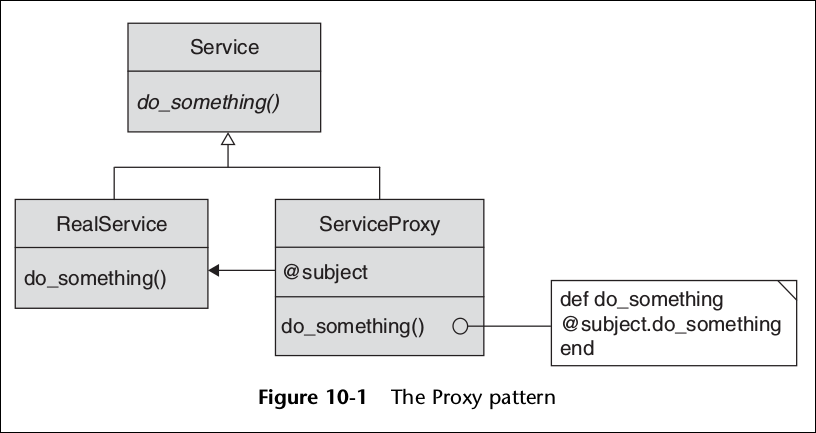 Service
do_something()
RealService
do_something()
ServiceProxy
@subject
do_something()
def do_something
@subject.do_something
end
Figure 10-1 The Proxy pattern